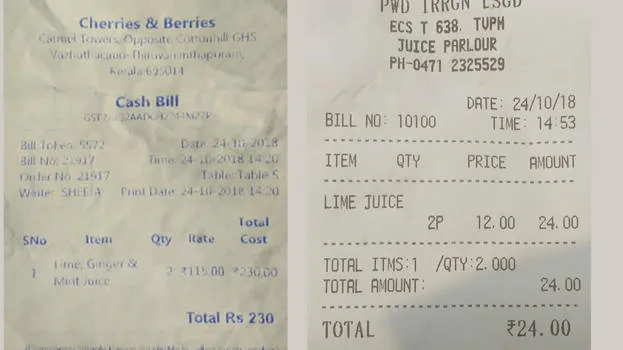 Cherries & Berries
Carmel Towers, Opposite Cottonhill GHS
Vazhuthacaud-Thiruvananthapuram,
Kerala 695014
Cash Bill
Bill Token: 5572
Date: 24-10-2018
Bill No: 21917
Time: 24-10-2018 14:20
Order No: 21917
Table: Table 5
Waiter: SHEEJA Print Date: 24-10-2018 14:20
SNo Item Qty Rate Total Cost
1 Lime, Ginger & Mint Juice 2 ₹115.00 ₹230.00
Total Rs 230
PWD IRRGN ESGD
ECS T 638, TVPM
JUICE PARLOUR
PH-0471 2325529
DATE: 24/10/18
BILL NO: 10100 TIME: 14:53
ITEM QTY PRICE AMOUNT
LIME JUICE
2P 12.00 24.00
TOTAL ITMS:1 /QTY:2.000
TOTAL AMOUNT: 24.00
TOTAL ₹24.00